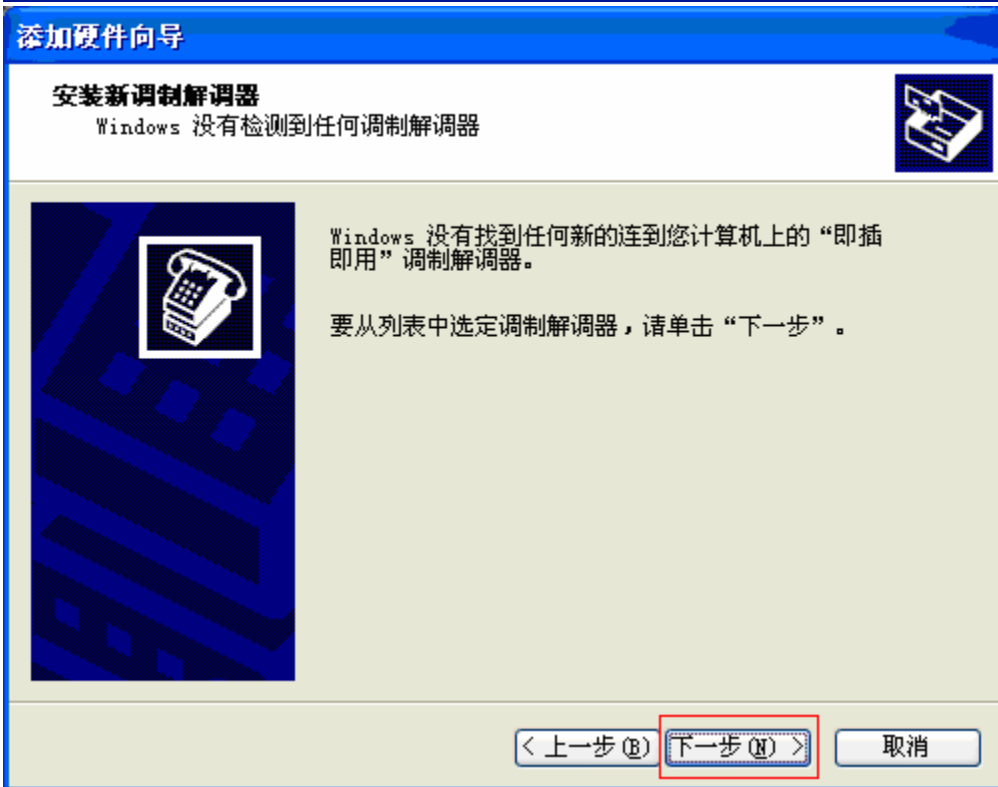 添加硬件向导
安装新调制解调器
Windows 没有检测到任何调制解调器
Windows 没有找到任何新的连到您计算机上的“即插
即用”调制解调器。
要从列表中选定调制解调器，请单击“下一步”。
< 上一步(B) 下一步(N) > 取消